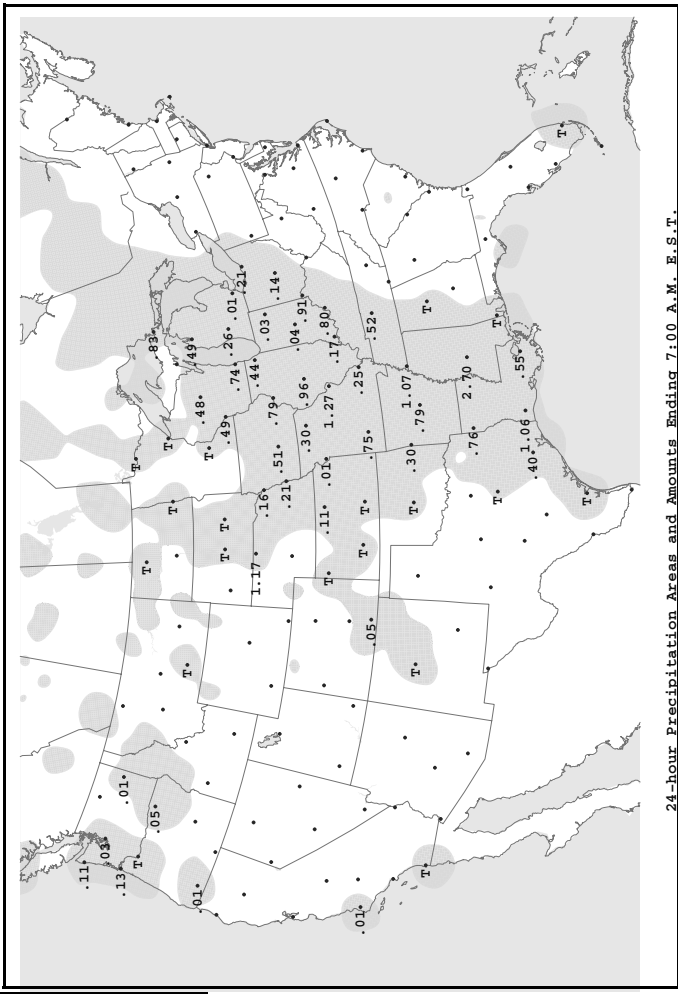 .11
.03
.13
.01
T
T
T
.83
.05
T
T
T
.49
.01
.48
T
T
T
.49
.26
.01
.74
.21
.44
1.17
.16
.03
.79
.14
.51
.21
.04
.91
.96
.30
.11
.01
.80
T
1.27
.17
.25
.01
T
T
.75
.05
.52
1.07
.30
T
T
.79
T
T
2.70
.76
T
T
.55
1.06
.40
T
T
24-hour Precipitation Areas and Amounts Ending 7:00 A.M. E.S.T.